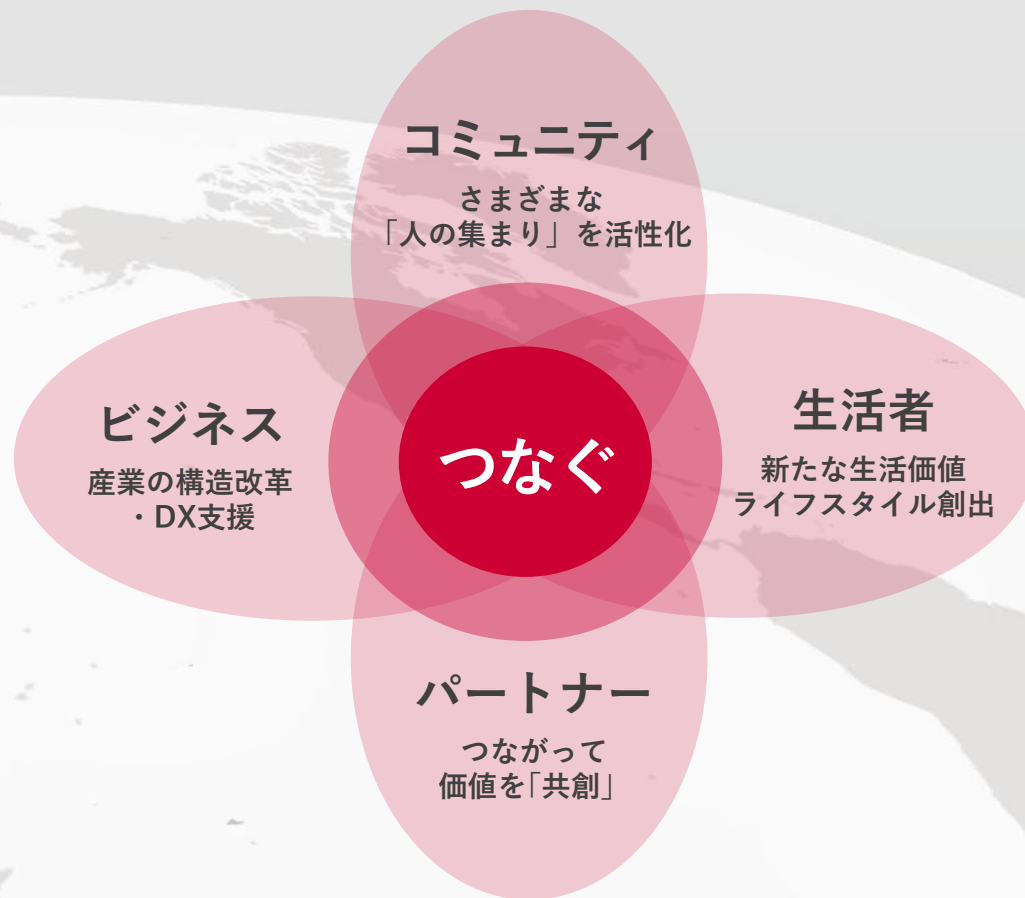 コミュニティ
さまざまな
「人の集まり」を活性化
ビジネス
産業の構造改革
・DX支援
つなぐ
生活者
新たな生活価値
ライフスタイル創出
パートナー
つながって
価値を「共創」